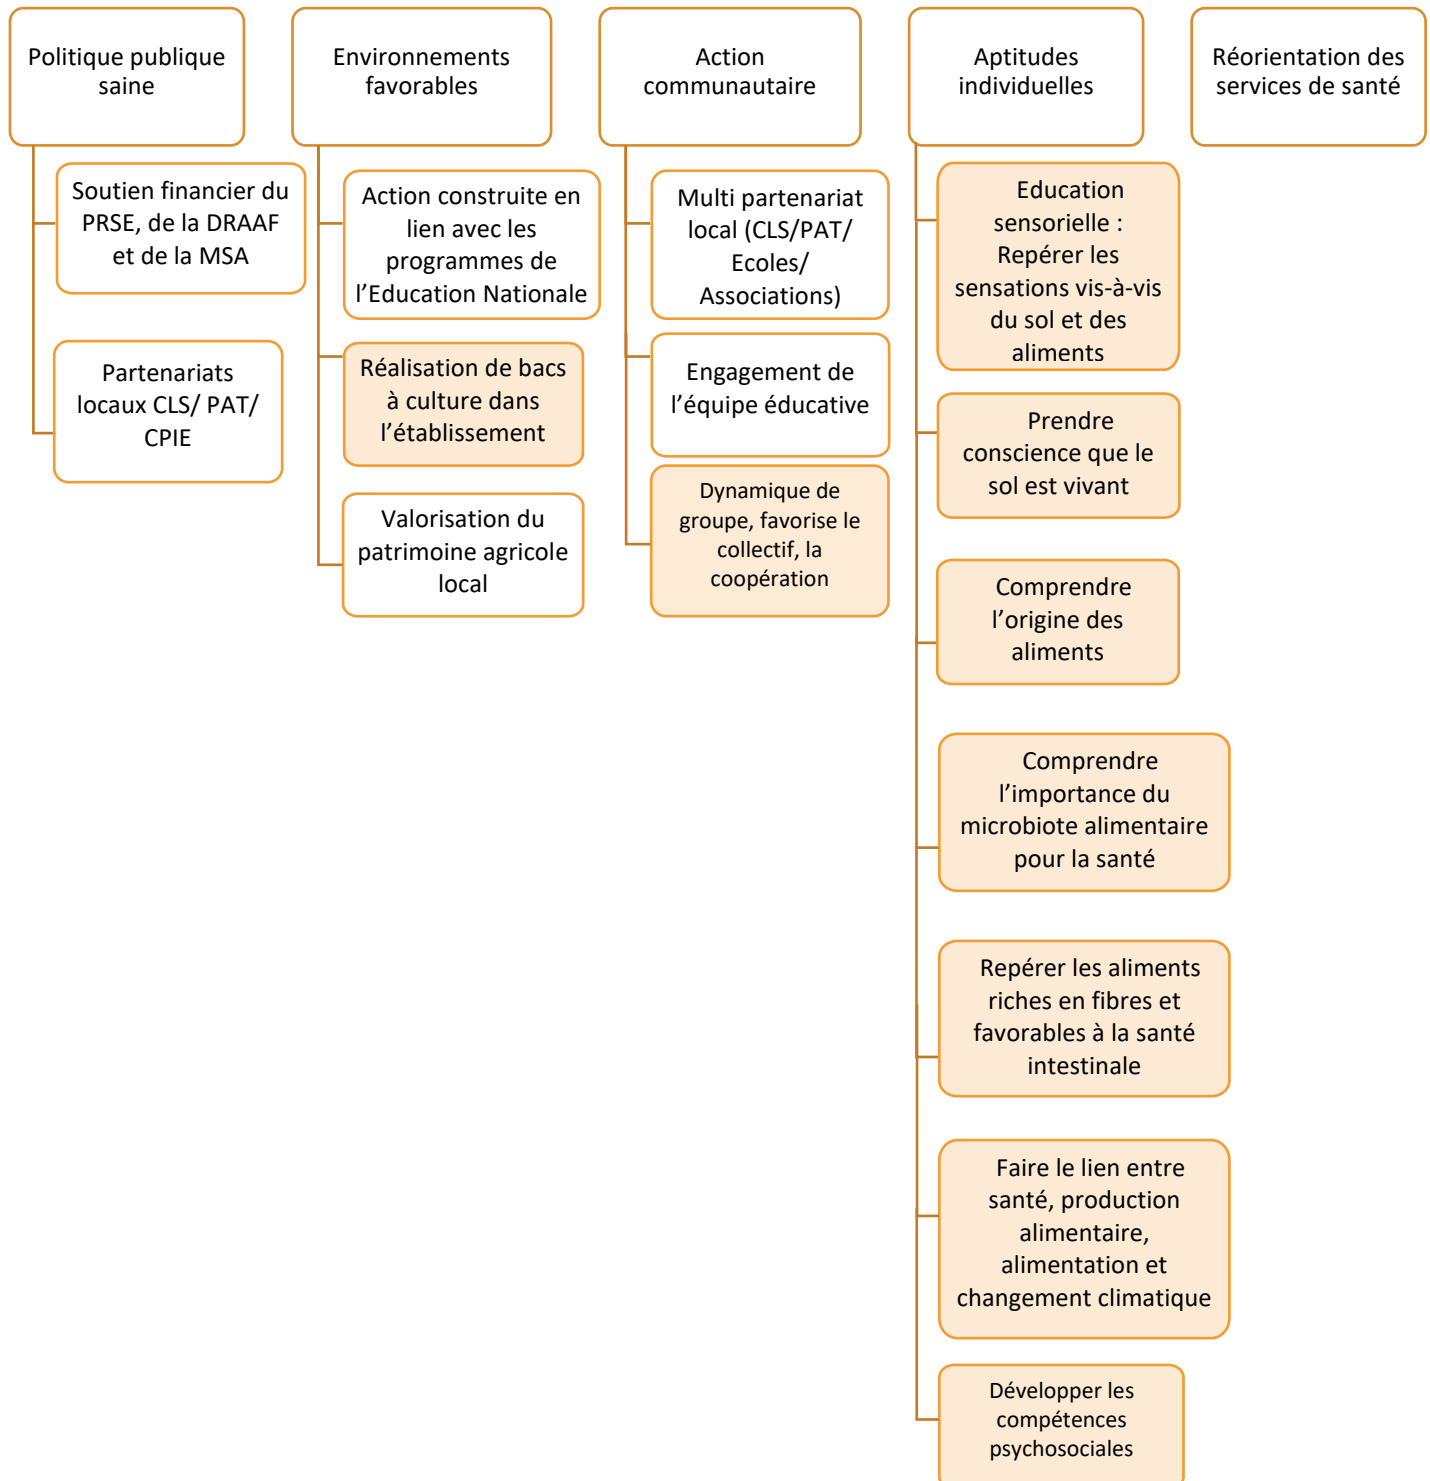 Politique publique
saine
Soutien financier du
PRSE, de la DRAAF
et de la MSA
Partenariats
locaux CLS/ PAT/
CPIE
Environnements
favorables
Action construite en
lien avec les
programmes de
l’Education Nationale
Réalisation de bacs
à culture dans
l’établissement
Valorisation du
patrimoine agricole
local
Action
communautaire
Multi partenariat
local (CLS/PAT/
Ecoles/
Associations)
Engagement de
l’équipe éducative
Dynamique de
groupe, favorise le
collectif, la
coopération
Aptitudes
individuelles
Education
sensorielle :
Repérer les
sensations vis-à-vis
du sol et des
aliments
Prendre
conscience que le
sol est vivant
Comprendre
l’origine des
aliments
Comprendre
l’importance du
microbiote alimentaire
pour la santé
Repérer les aliments
riches en fibres et
favorables à la santé
intestinale
Faire le lien entre
santé, production
alimentaire,
alimentation et
changement climatique
Développer les
compétences
psychosociales
Réorientation des
services de santé